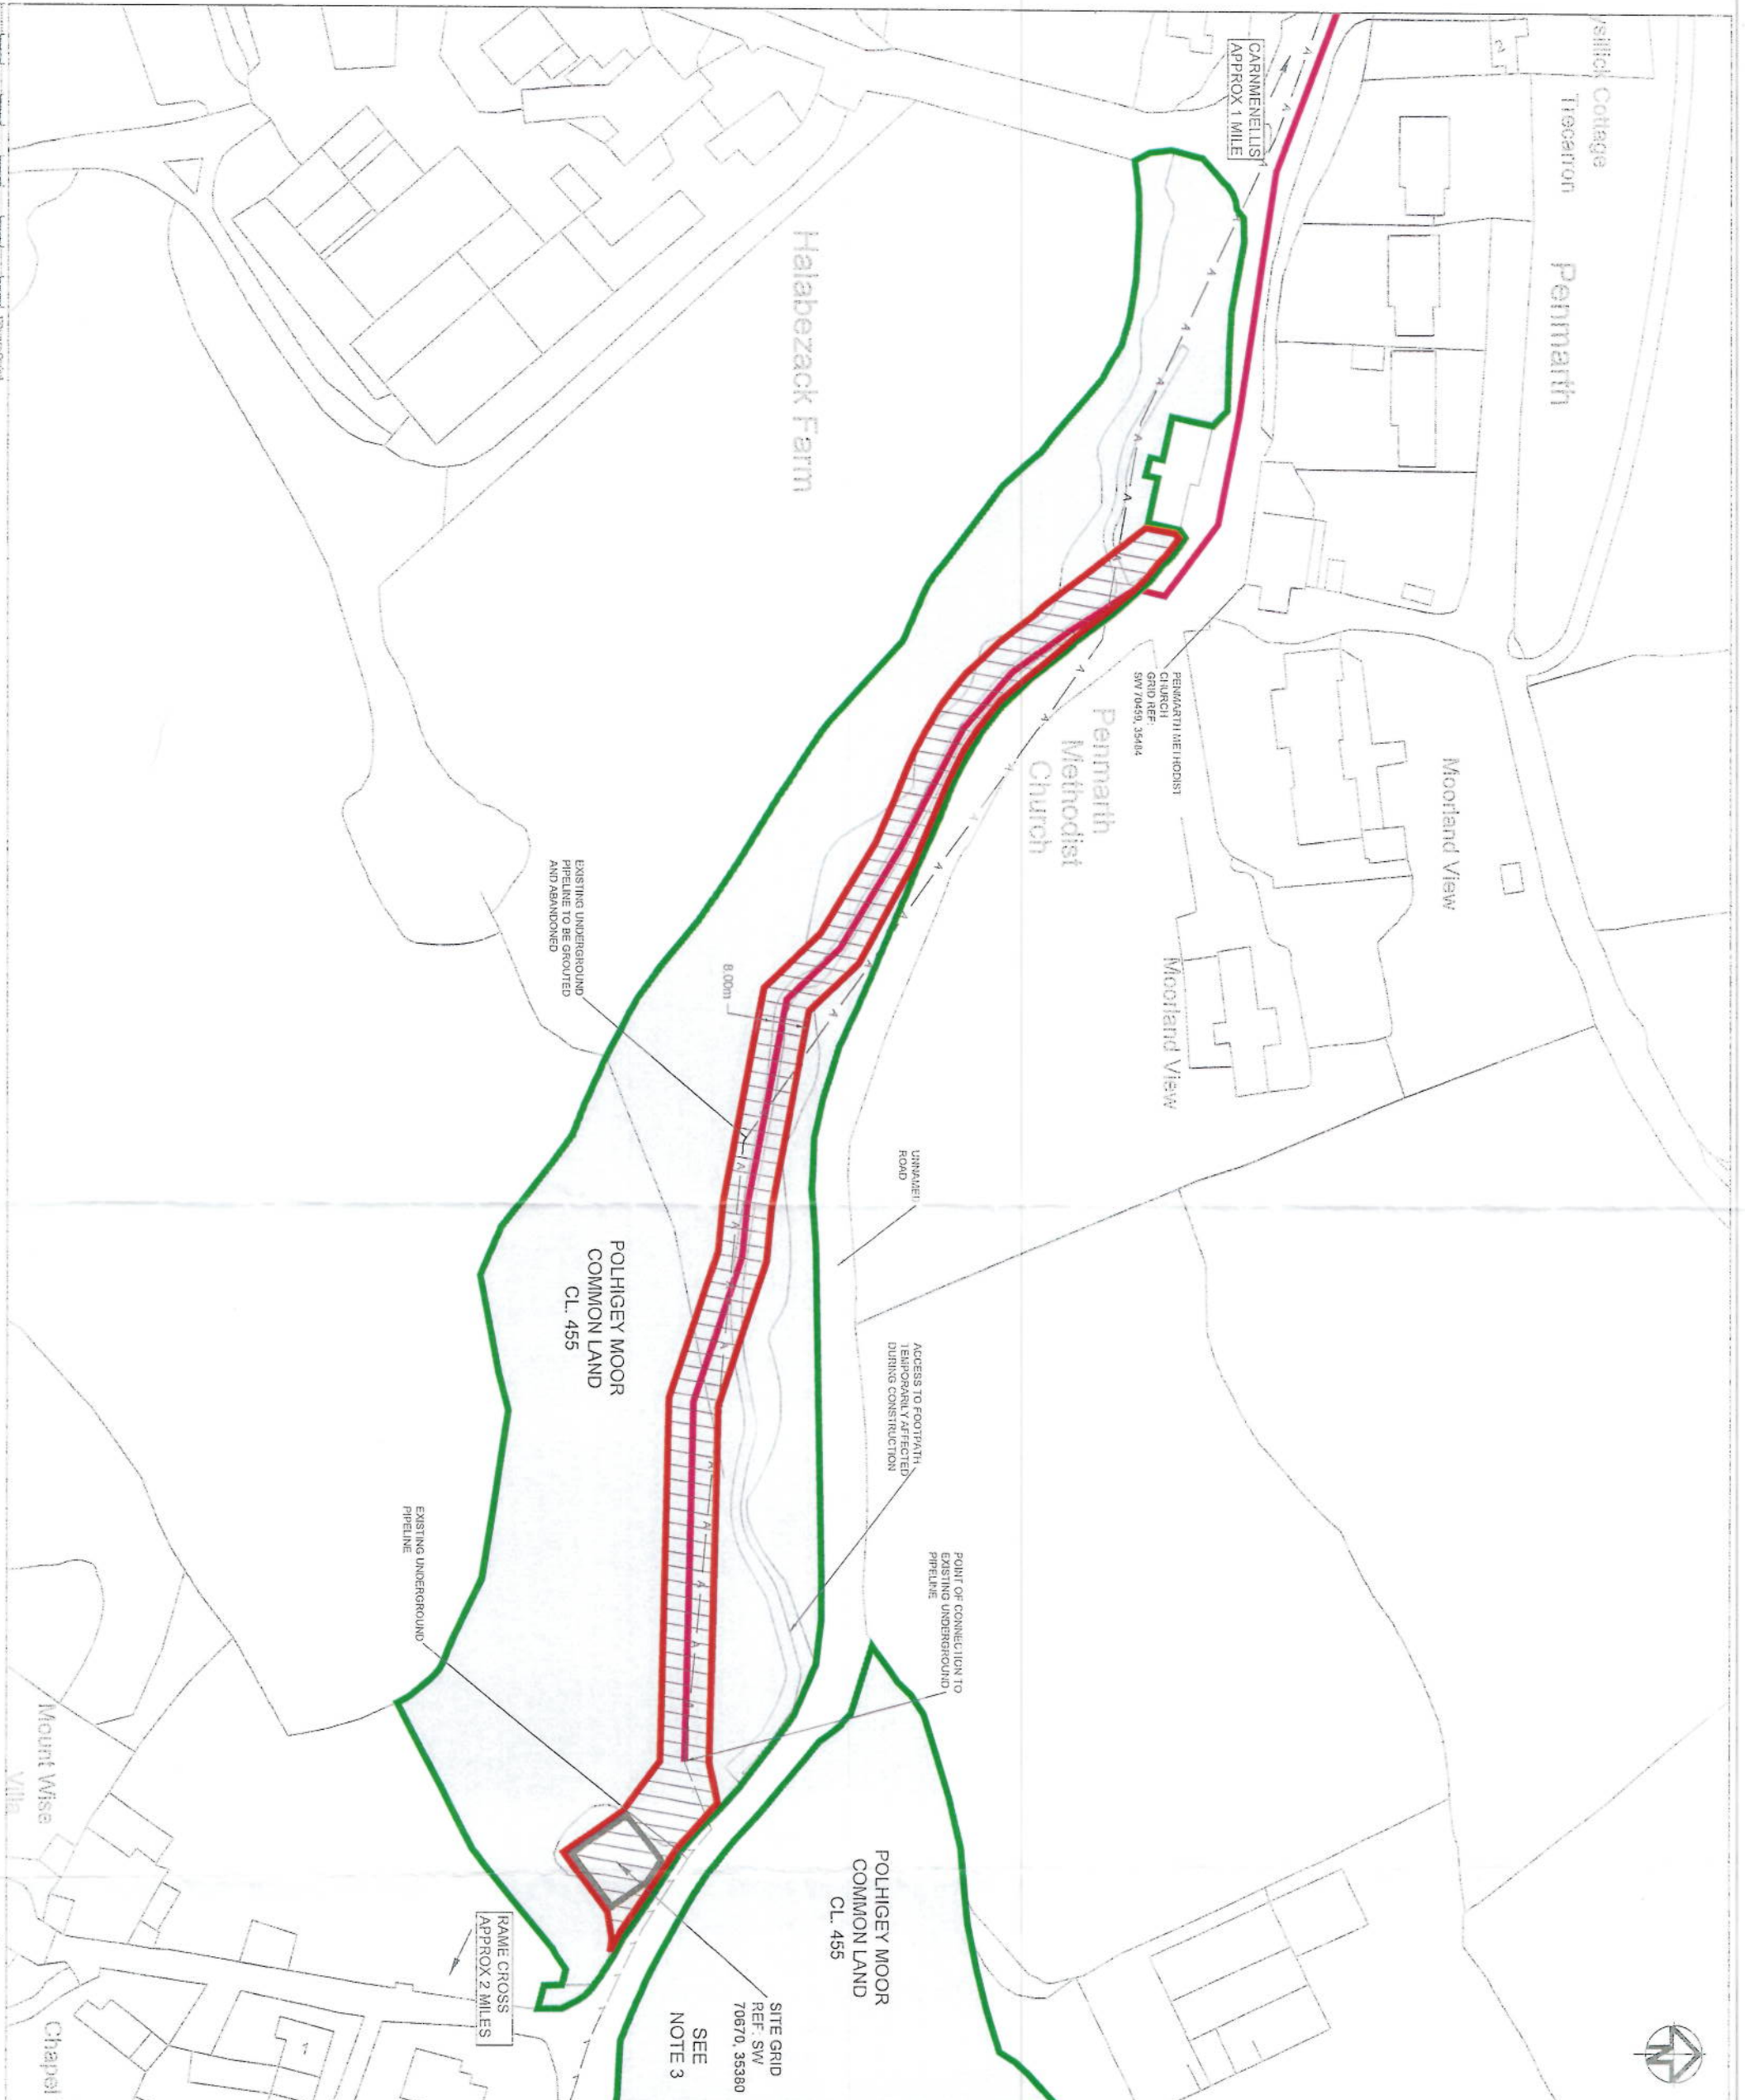 CARNMENELLIS
APPROX 1 MILE
Cottage
Trecarron
Penmarth
Halabezack Farm
PENMARTH METHODIST
CHURCH
GRID REF:
SW 70459, 35484
Penmarth
Methodist
Church
Moorland View
Moorland View
EXISTING UNDERGROUND
PIPELINE TO BE GROUTED
AND ABANDONED
8.00m
UNNAMED
ROAD
POLHIGEY MOOR
COMMON LAND
CL. 455
ACCESS TO FOOTPATH
TEMPORARILY AFFECTED
DURING CONSTRUCTION
POINT OF CONNECTION TO
EXISTING UNDERGROUND
PIPELINE
EXISTING UNDERGROUND
PIPELINE
POLHIGEY MOOR
COMMON LAND
CL. 455
Mount Wise
Villa
RAME CROSS
APPROX 2 MILES
SITE GRID
REF: SW
70670, 35380
SEE
NOTE 3
Chapel
N